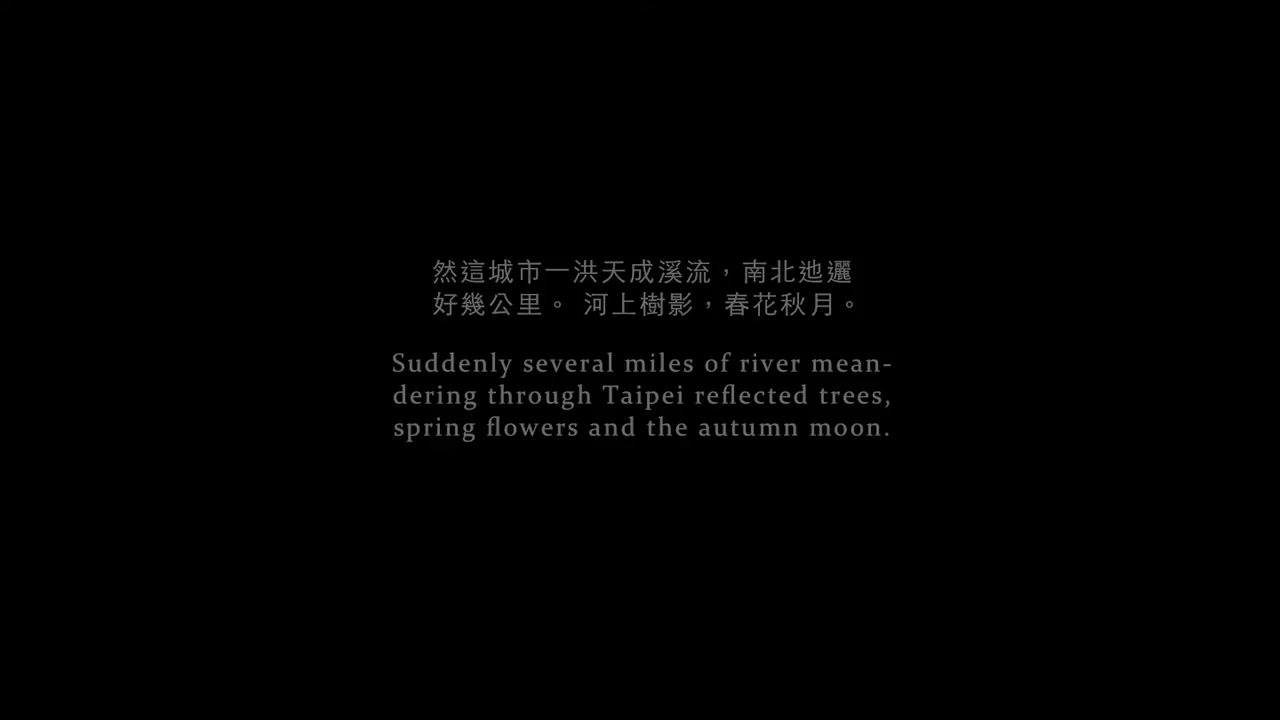 然這城市一洪天成溪流，南北迆邐
好幾公里。 河上樹影，春花秋月。
Suddenly several miles of river mean-
dering through Taipei reflected trees,
spring flowers and the autumn moon.